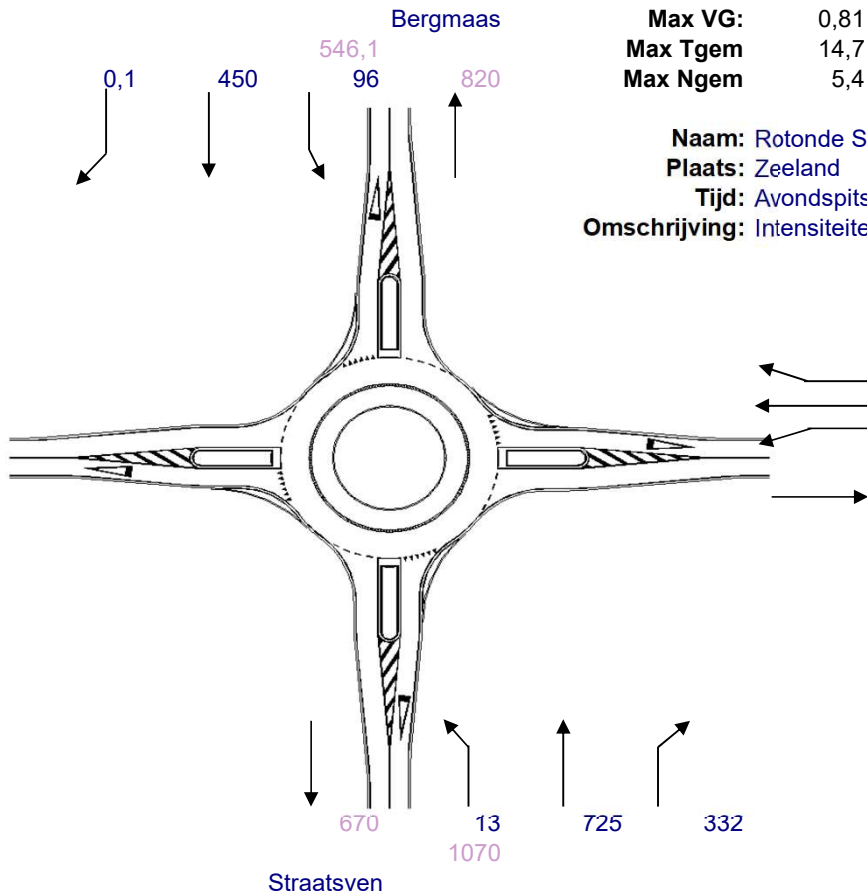 Bergmaas
546,1
0,1 450 96 820
Max VG: 0,81
Max Tgem 14,7
Max Ngem 5,4
Naam: Rotonde S
Plaats: Zeeland
Tijd: Avondspits
Omschrijving: Intensiteite
670 13 725 332
1070
Straatsven